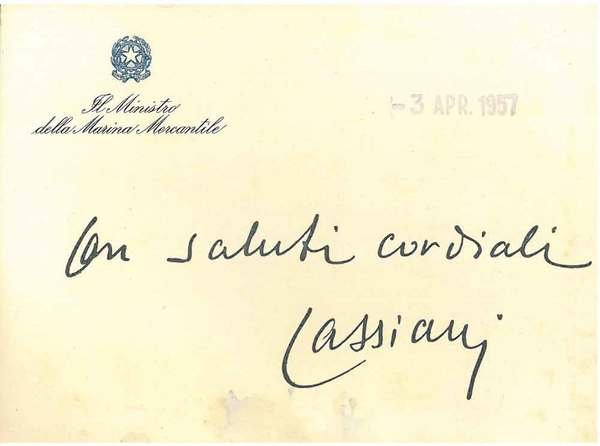 Il Ministro
della Marina Mercantile
-3 APR. 1957
Con saluti cordiali
Cassiani